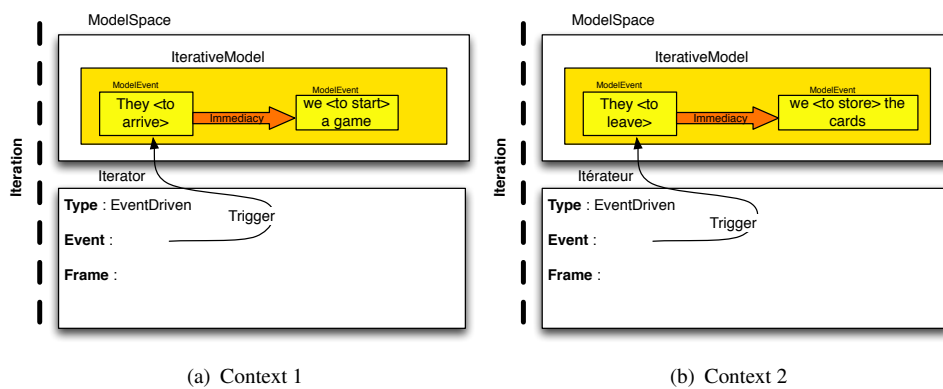 ModelSpace
IterativeModel
ModelEvent
They <to
arrive>
Immediacy
ModelEvent
we <to start>
a game
Iteration
Iterator
Type : EventDriven
Trigger
Event :
Frame :
(a) Context 1
ModelSpace
IterativeModel
ModelEvent
They <to
leave>
Immediacy
ModelEvent
we <to store> the
cards
Iteration
Itérateur
Type : EventDriven
Trigger
Event :
Frame :
(b) Context 2